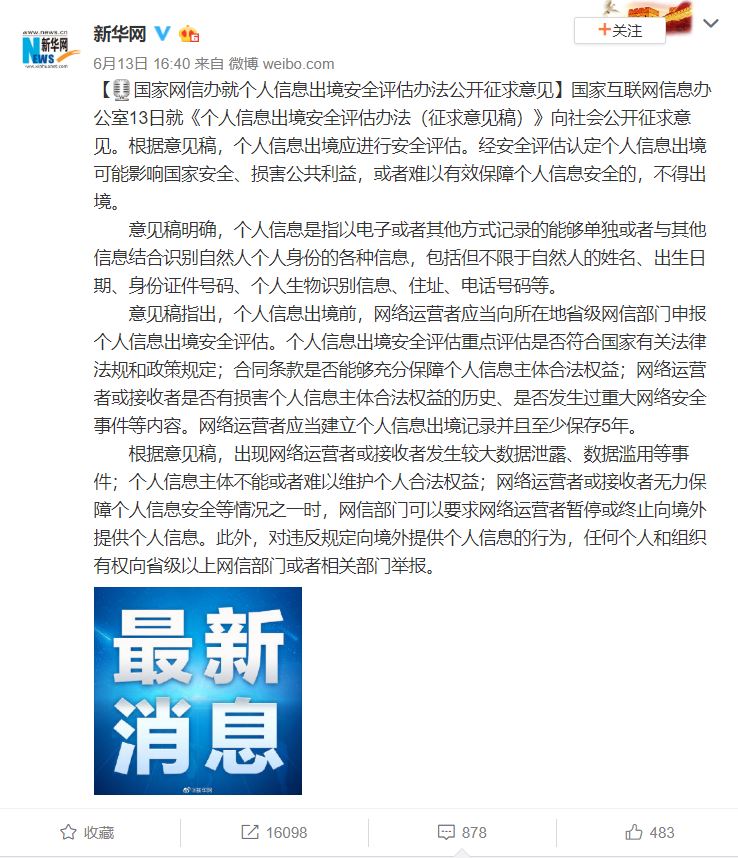 www.news.cn
新华网
NEWS
www.xinhuanet.com
新华网
+关注
6月13日 16:40 来自 微博 weibo.com
【国家网信办就个人信息出境安全评估办法公开征求意见】国家互联网信息办
公室13日就《个人信息出境安全评估办法（征求意见稿）》向社会公开征求意
见。根据意见稿，个人信息出境应进行安全评估。经安全评估认定个人信息出境
可能影响国家安全、损害公共利益，或者难以有效保障个人信息安全的，不得出
境。
意见稿明确，个人信息是指以电子或者其他方式记录的能够单独或者与其他
信息结合识别自然人个人身份的各种信息，包括但不限于自然人的姓名、出生日
期、身份证件号码、个人生物识别信息、住址、电话号码等。
意见稿指出，个人信息出境前，网络运营者应当向所在地省级网信部门申报
个人信息出境安全评估。个人信息出境安全评估重点评估是否符合国家有关法律
法规和政策规定；合同条款是否能够充分保障个人信息主体合法权益；网络运营
者或接收者是否有损害个人信息主体合法权益的历史、是否发生过重大网络安全
事件等内容。网络运营者应当建立个人信息出境记录并且至少保存5年。
根据意见稿，出现网络运营者或接收者发生较大数据泄露、数据滥用等事
件；个人信息主体不能或者难以维护个人合法权益；网络运营者或接收者无力保
障个人信息安全等情况之一时，网信部门可以要求网络运营者暂停或终止向境外
提供个人信息。此外，对违反规定向境外提供个人信息的行为，任何个人和组织
有权向省级以上网信部门或者相关部门举报。
最新
消息
@新华网
收藏
16098
878
483